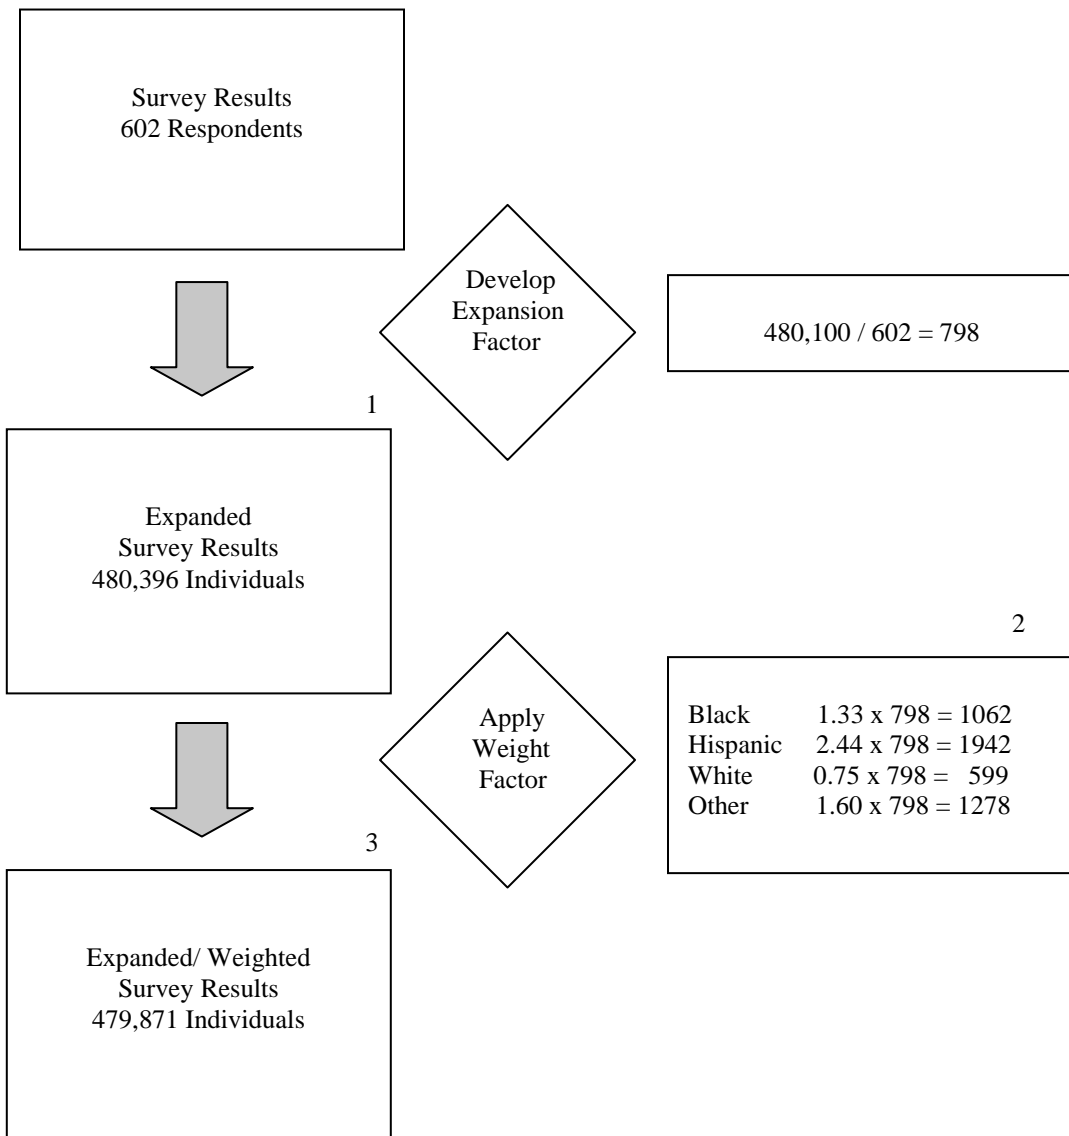 Survey Results
602 Respondents
Develop
Expansion
Factor
480,100 / 602 = 798
1
Expanded
Survey Results
480,396 Individuals
2
Apply
Weight
Factor
Black 1.33 x 798 = 1062
Hispanic 2.44 x 798 = 1942
White 0.75 x 798 = 599
Other 1.60 x 798 = 1278
3
Expanded/ Weighted
Survey Results
479,871 Individuals